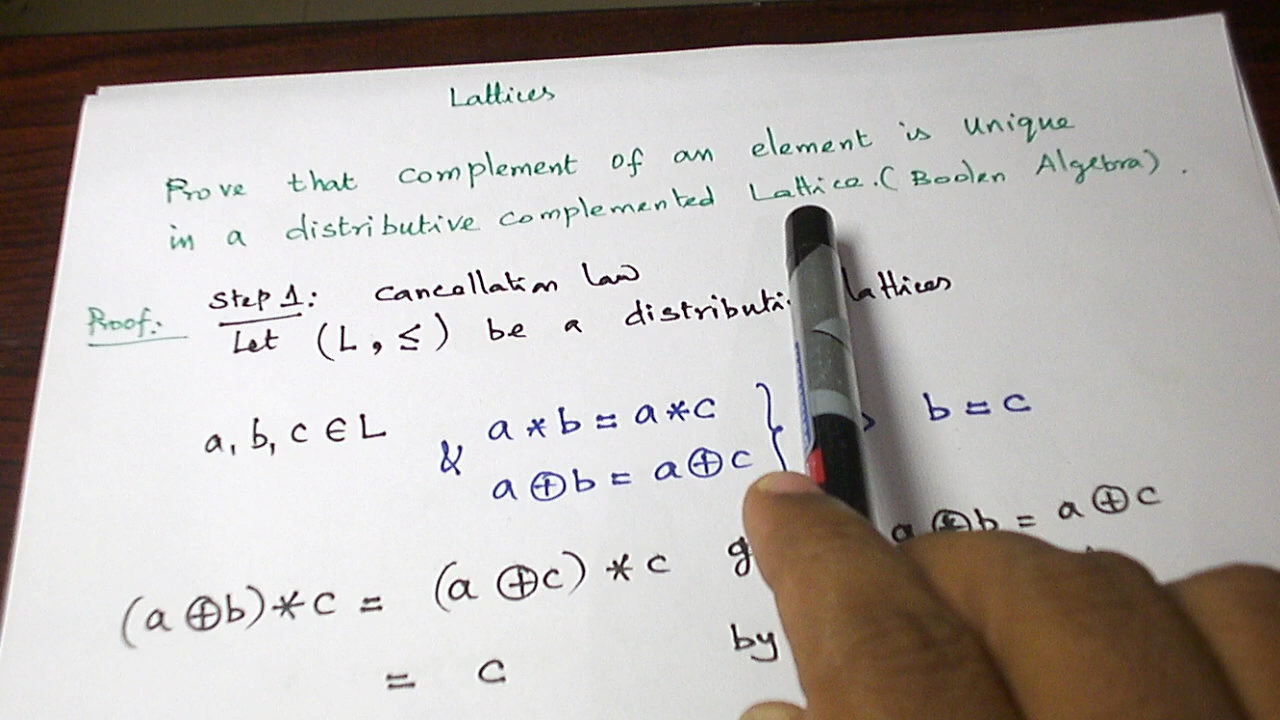 Lattices
Prove that complement of an element is unique
in a distributive complemented Lattice. (Boolen Algebra).
Proof: Step 1: Cancellation law
Let (L, ≤) be a lattices
a, b, c ∈ L & a * b = a * c
a ⊕ b = a ⊕ c } b = c
(a ⊕ b) * c = (a ⊕ c) * c a ⊕ b = a ⊕ c
= c by